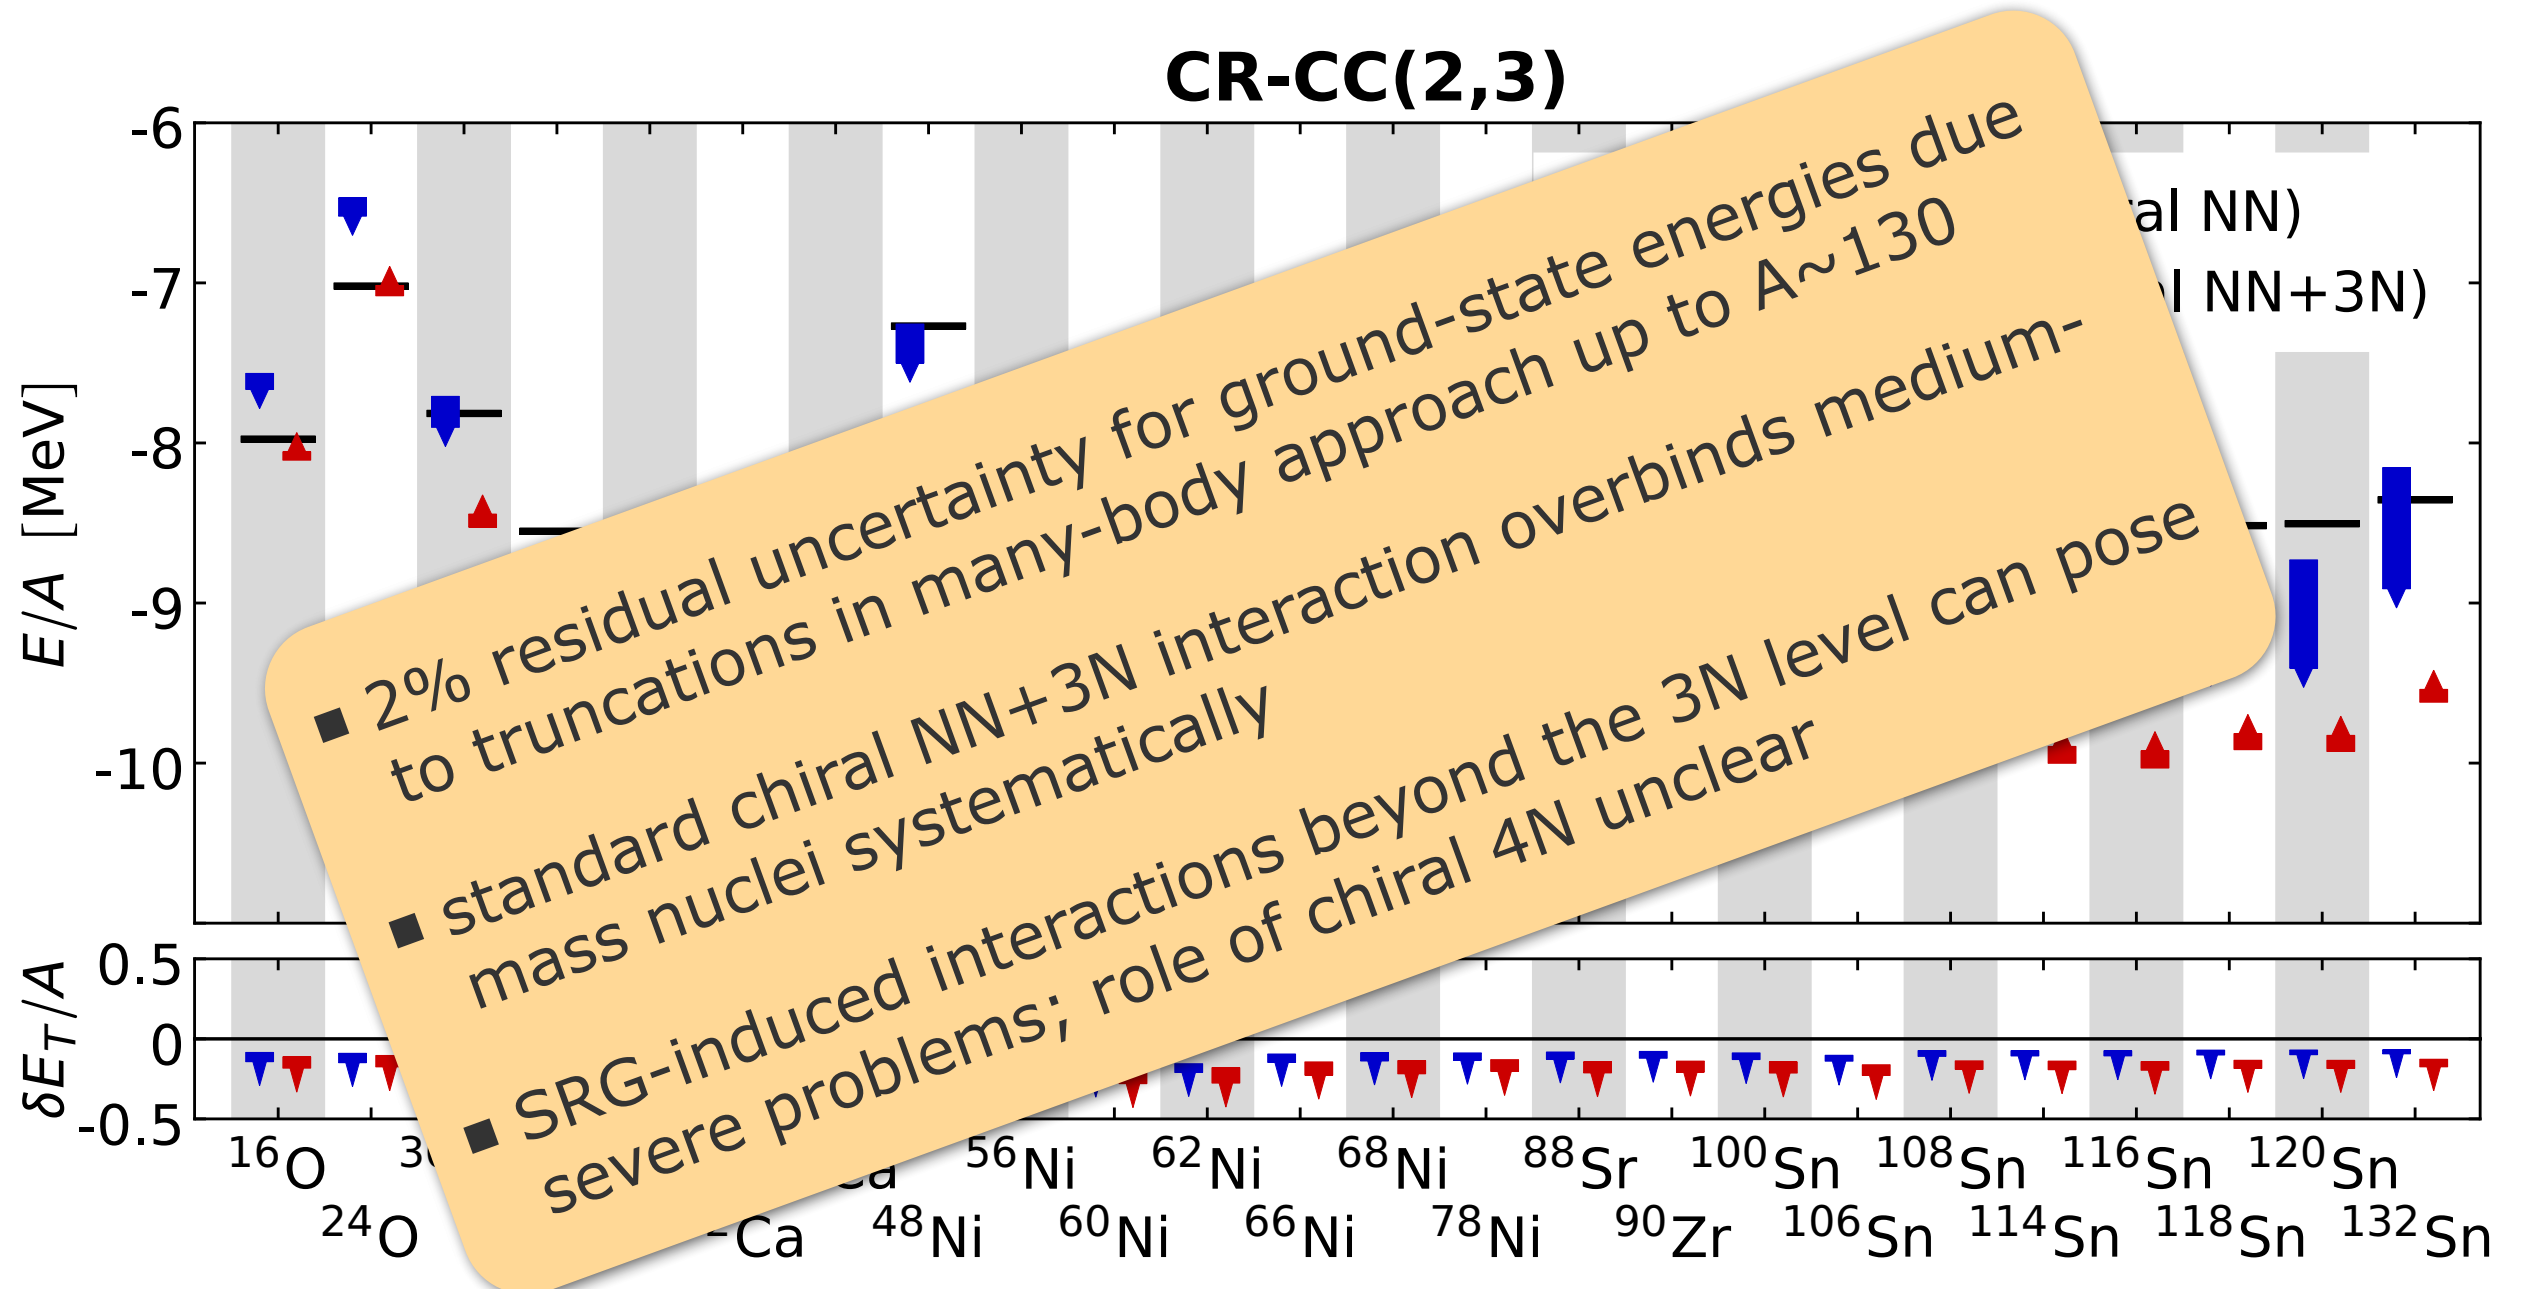 CR-CC(2,3)
-6
-7
-8
-9
-10
E/A [MeV]
al NN)
NN+3N)
▪ 2% residual uncertainty for ground-state energies due
to truncations in many-body approach up to A~130
▪ standard chiral NN+3N interaction overbinds medium-
mass nuclei systematically
▪ SRG-induced interactions beyond the 3N level can pose
severe problems; role of chiral 4N unclear
0.5
0
-0.5
δE_T/A
¹⁶O ⁵⁶Ni ⁶²Ni ⁶⁸Ni ⁸⁸Sr ¹⁰⁰Sn ¹⁰⁸Sn ¹¹⁶Sn ¹²⁰Sn
²⁴O Ca ⁴⁸Ni ⁶⁰Ni ⁶⁶Ni ⁷⁸Ni ⁹⁰Zr ¹⁰⁶Sn ¹¹⁴Sn ¹¹⁸Sn ¹³²Sn